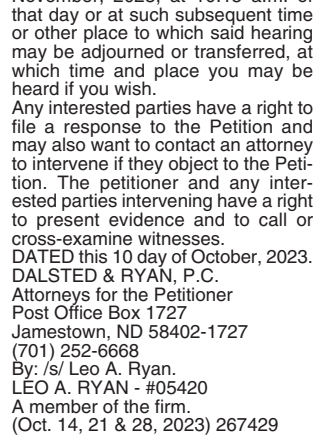 November, 2023, at 10:15 a.m. of
that day or at such subsequent time
or other place to which said hearing
may be adjourned or transferred, at
which time and place you may be
heard if you wish.
Any interested parties have a right to
file a response to the Petition and
may also want to contact an attorney
to intervene if they object to the Peti-
tion. The petitioner and any inter-
ested parties intervening have a right
to present evidence and to call or
cross-examine witnesses.
DATED this 10 day of October, 2023.
DALSTED & RYAN, P.C.
Attorneys for the Petitioner
Post Office Box 1727
Jamestown, ND 58402-1727
(701) 252-6668
By: /s/ Leo A. Ryan.
LEO A. RYAN - #05420
A member of the firm.
(Oct. 14, 21 & 28, 2023) 267429